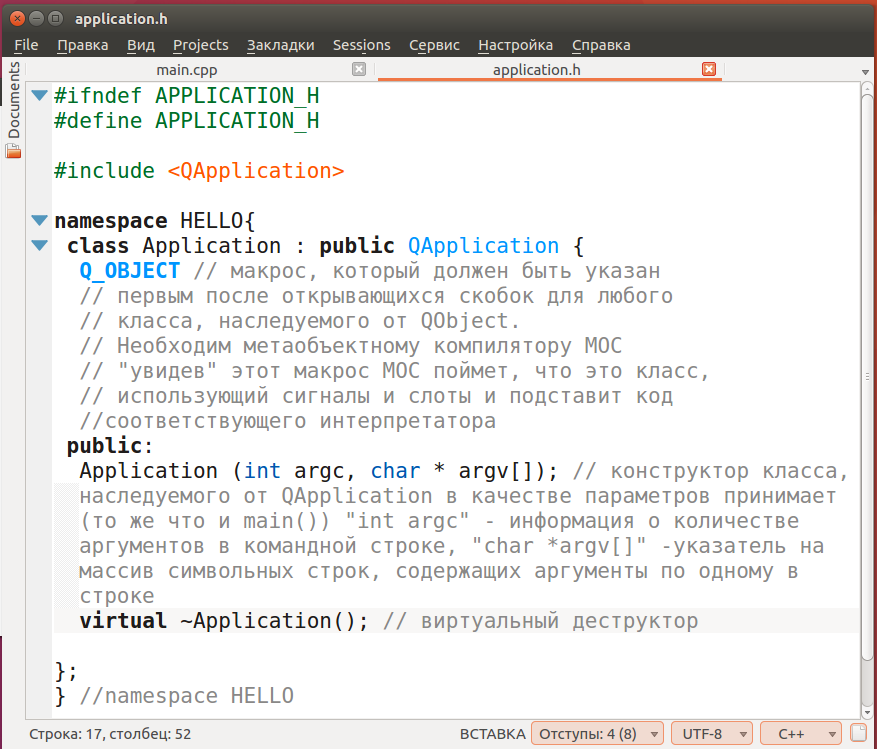 application.h
File Правка Вид Projects Закладки Sessions Сервис Настройка Справка
Documents
main.cpp application.h
#ifndef APPLICATION_H
#define APPLICATION_H
#include <QApplication>
namespace HELLO{
class Application : public QApplication {
Q_OBJECT // макрос, который должен быть указан
// первым после открывающихся скобок для любого
// класса, наследуемого от QObject.
// Необходим метаобъектному компилятору МОС
// "увидев" этот макрос МОС поймет, что это класс,
// использующий сигналы и слоты и подставит код
//соответствующего интерпретатора
public:
Application (int argc, char * argv[]); // конструктор класса,
наследуемого от QApplication в качестве параметров принимает
(то же что и main()) "int argc" - информация о количестве
аргументов в командной строке, "char *argv[]" -указатель на
массив символьных строк, содержащих аргументы по одному в
строке
virtual ~Application(); // виртуальный деструктор
};
} //namespace HELLO
Строка: 17, столбец: 52 ВСТАВКА Отступы: 4 (8) UTF-8 C++